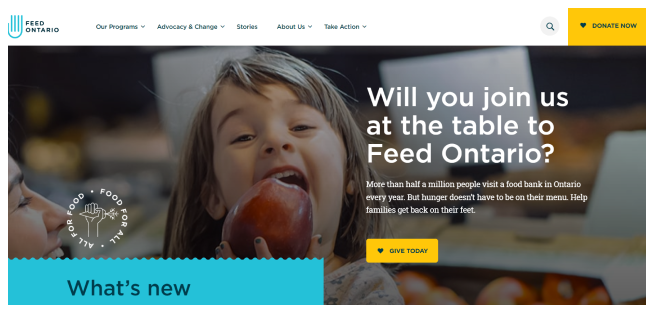 FEED
ONTARIO
Our Programs
Advocacy & Change
Stories
About Us
Take Action
DONATE NOW
Will you join us
at the table to
Feed Ontario?
More than half a million people visit a food bank in Ontario
every year. But hunger doesn't have to be on their menu. Help
families get back on their feet.
GIVE TODAY
FOOD FOR ALL • ALL FOR FOOD •
What's new